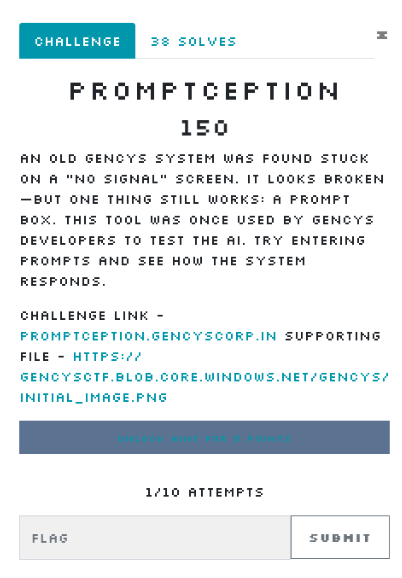 CHALLENGE
38 SOLVES
PROMPTCEPTION
150
AN OLD GENCYS SYSTEM WAS FOUND STUCK
ON A "NO SIGNAL" SCREEN. IT LOOKS BROKEN
—BUT ONE THING STILL WORKS: A PROMPT
BOX. THIS TOOL WAS ONCE USED BY GENCYS
DEVELOPERS TO TEST THE AI. TRY ENTERING
PROMPTS AND SEE HOW THE SYSTEM
RESPONDS.
CHALLENGE LINK –
PROMPTCEPTION.GENCYSCORP.IN SUPPORTING
FILE – HTTPS://
GENCYSCTF.BLOB.CORE.WINDOWS.NET/GENCYS/
INITIAL_IMAGE.PNG
1/10 ATTEMPTS
FLAG
SUBMIT